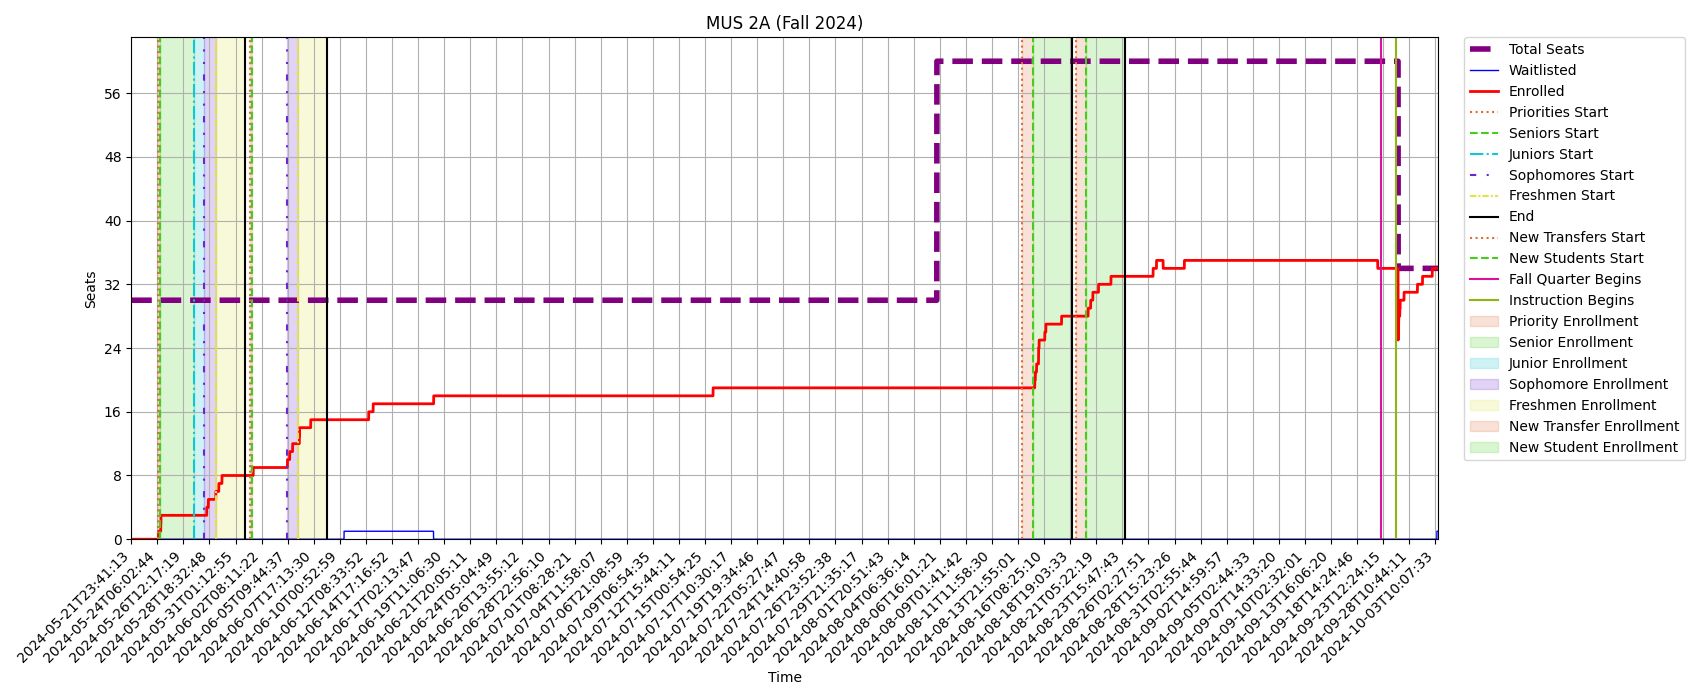 MUS 2A (Fall 2024)
Seats
56
48
40
32
24
16
8
0
2024-05-21T23:41:13
2024-05-24T06:02:44
2024-05-26T12:17:19
2024-05-28T18:32:48
2024-05-31T01:12:55
2024-06-02T08:11:22
2024-06-05T09:44:37
2024-06-07T17:13:30
2024-06-10T00:52:59
2024-06-12T08:33:52
2024-06-14T17:16:52
2024-06-17T02:13:47
2024-06-19T11:06:30
2024-06-21T20:05:11
2024-06-24T05:04:49
2024-06-26T13:55:12
2024-06-28T22:56:10
2024-07-01T08:28:21
2024-07-04T11:58:07
2024-07-06T21:08:59
2024-07-09T06:54:35
2024-07-12T15:44:11
2024-07-15T00:54:25
2024-07-17T10:30:17
2024-07-19T19:34:46
2024-07-22T05:27:47
2024-07-24T14:40:58
2024-07-26T23:52:38
2024-07-29T21:35:17
2024-08-01T20:51:43
2024-08-04T06:36:14
2024-08-06T16:01:21
2024-08-09T01:41:42
2024-08-11T11:58:30
2024-08-13T21:55:01
2024-08-16T08:25:10
2024-08-18T19:03:33
2024-08-21T05:22:19
2024-08-23T15:47:43
2024-08-26T02:27:51
2024-08-28T15:23:26
2024-08-31T02:55:44
2024-09-02T14:59:57
2024-09-05T02:44:33
2024-09-07T14:33:20
2024-09-10T02:32:01
2024-09-13T16:06:20
2024-09-18T14:24:46
2024-09-23T12:24:15
2024-09-28T10:44:11
2024-10-03T10:07:33
Time
Total Seats
Waitlisted
Enrolled
Priorities Start
Seniors Start
Juniors Start
Sophomores Start
Freshmen Start
End
New Transfers Start
New Students Start
Fall Quarter Begins
Instruction Begins
Priority Enrollment
Senior Enrollment
Junior Enrollment
Sophomore Enrollment
Freshmen Enrollment
New Transfer Enrollment
New Student Enrollment